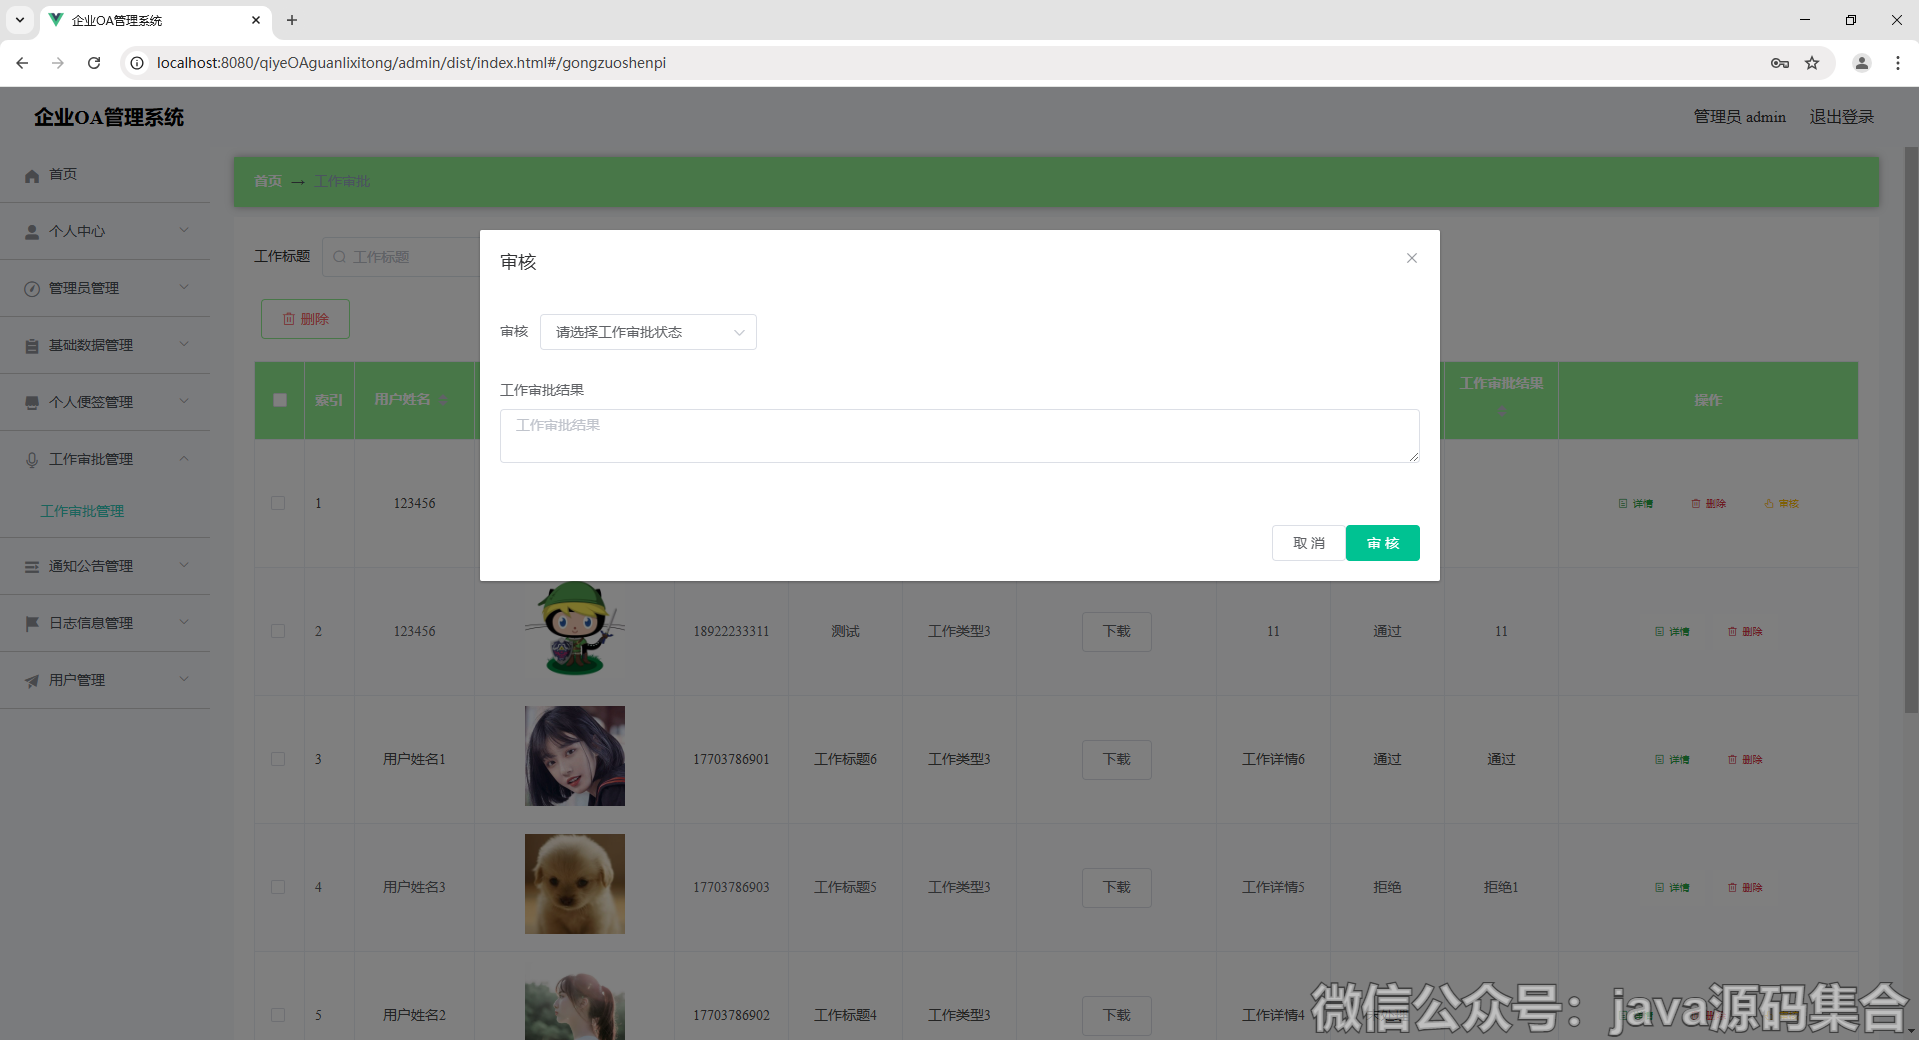 企业OA管理系统
localhost:8080/qiyeOAguanlixitong/admin/dist/index.html#/gongzuoshenpi
企业OA管理系统
管理员 admin
退出登录
首页
个人中心
管理员管理
基础数据管理
个人便签管理
工作审批管理
工作审批管理
通知公告管理
日志信息管理
用户管理
首页 → 工作审批
工作标题 工作标题
删除
审核
审核 请选择工作审批状态
工作审批结果
工作审批结果
取 消 审 核
索引 用户姓名 工作审批结果 操作
1 123456 详情 删除 审核
2 123456 18922233311 测试 工作类型3 下载 11 通过 11 详情 删除
3 用户姓名1 17703786901 工作标题6 工作类型3 下载 工作详情6 通过 通过 详情 删除
4 用户姓名3 17703786903 工作标题5 工作类型3 下载 工作详情5 拒绝 拒绝1 详情 删除
5 用户姓名2 17703786902 工作标题4 工作类型3 下载 工作详情4
微信公众号：java源码集合